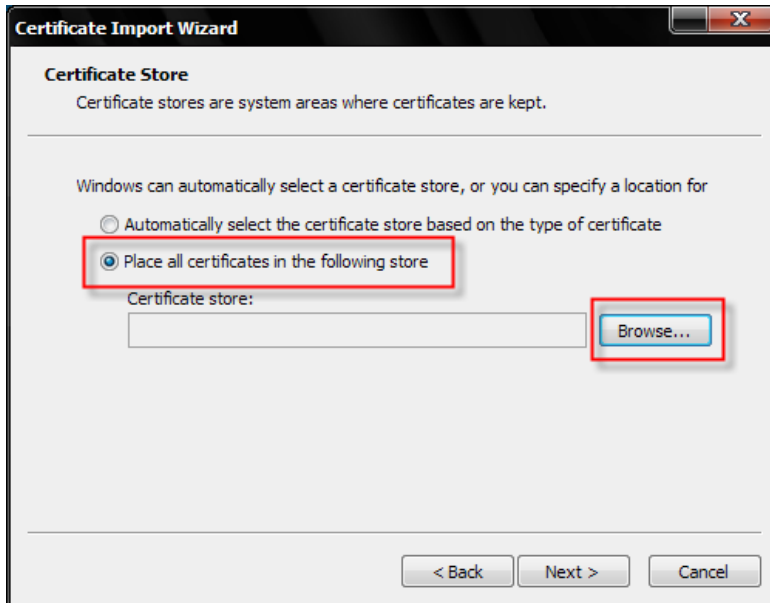 Certificate Import Wizard
Certificate Store
Certificate stores are system areas where certificates are kept.
Windows can automatically select a certificate store, or you can specify a location for
Automatically select the certificate store based on the type of certificate
Place all certificates in the following store
Certificate store:
Browse...
< Back Next > Cancel